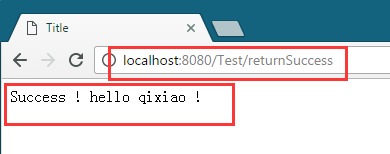 Title
localhost:8080/Test/returnSuccess
Success ! hello qixiao !